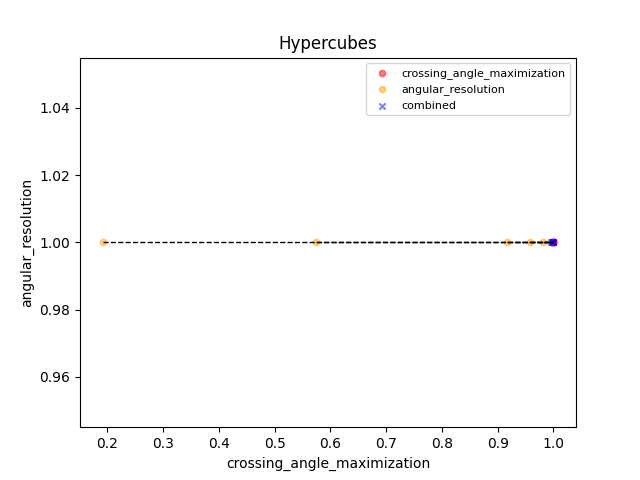 Hypercubes
crossing_angle_maximization
angular_resolution
combined
1.04
1.02
1.00
0.98
0.96
angular_resolution
0.2 0.3 0.4 0.5 0.6 0.7 0.8 0.9 1.0
crossing_angle_maximization